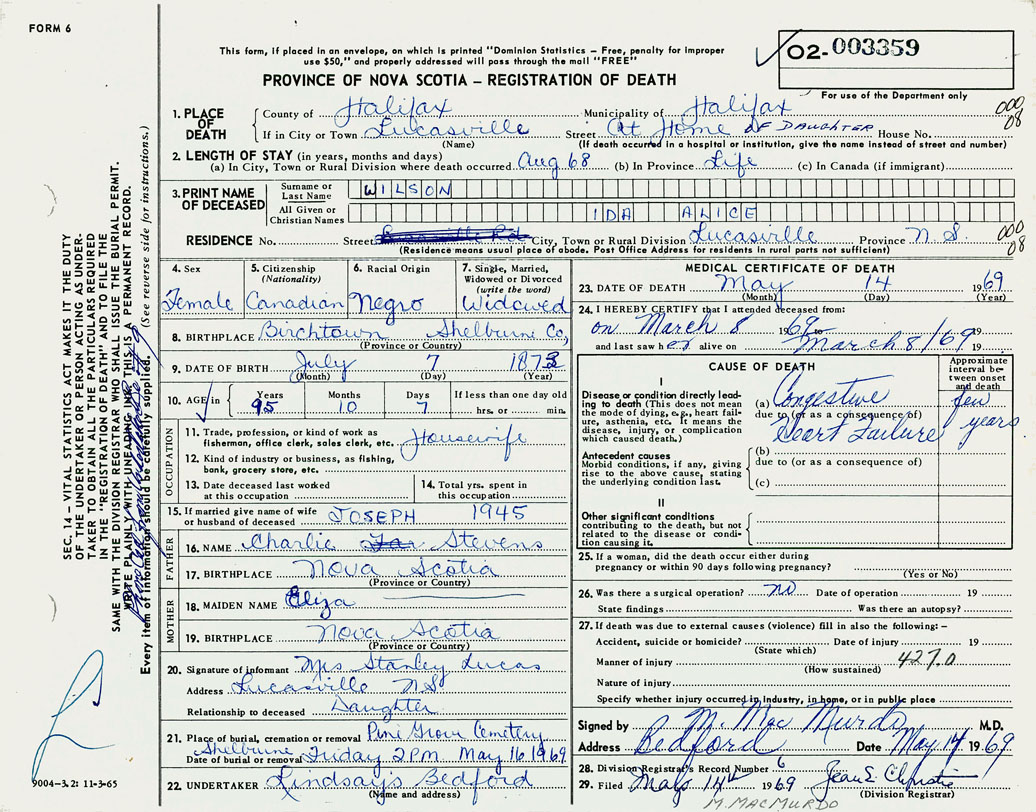 FORM 6
This form, if placed in an envelope, on which is printed "Dominion Statistics – Free, penalty for improper
use $50," and properly addressed will pass through the mail "FREE"
PROVINCE OF NOVA SCOTIA – REGISTRATION OF DEATH
02-003359
For use of the Department only
1. PLACE OF DEATH County of Halifax Municipality of Halifax 000 08
If in City or Town Lucasville Street At Home OF DAUGHTER House No.
(Name) (If death occurred in a hospital or institution, give the name instead of street and number)
2. LENGTH OF STAY (in years, months and days)
(a) In City, Town or Rural Division where death occurred Aug 68 (b) In Province Life (c) In Canada (if immigrant)
3. PRINT NAME OF DECEASED Surname or Last Name WILSON
All Given or Christian Names IDA ALICE
RESIDENCE No. Street City, Town or Rural Division Lucasville Province N.S. 000 08
(Residence means usual place of abode. Post Office Address for residents in rural parts not sufficient)
4. Sex Female
5. Citizenship (Nationality) Canadian
6. Racial Origin Negro
7. Single, Married, Widowed or Divorced (write the word) Widowed
8. BIRTHPLACE Birchtown Shelburne Co,
(Province or Country)
9. DATE OF BIRTH July 7 1873
(Month) (Day) (Year)
10. AGE in Years 95 Months 10 Days 7 If less than one day old hrs. or min.
OCCUPATION
11. Trade, profession, or kind of work as fisherman, office clerk, sales clerk, etc. Housewife
12. Kind of industry or business, as fishing, bank, grocery store, etc.
13. Date deceased last worked at this occupation
14. Total yrs. spent in this occupation
15. If married give name of wife or husband of deceased JOSEPH 1945
FATHER
16. NAME Charlie Stevens
17. BIRTHPLACE Nova Scotia
(Province or Country)
MOTHER
18. MAIDEN NAME Eliza
19. BIRTHPLACE Nova Scotia
(Province or Country)
20. Signature of informant Mrs Stanley Lucas
Address Lucasville NS
Relationship to deceased Daughter
21. Place of burial, cremation or removal Pine Grove Cemetery
Shelburne
Date of burial or removal Friday 2PM. May 16 1969
22. UNDERTAKER Lindsay's Bedford
(Name and address)
MEDICAL CERTIFICATE OF DEATH
23. DATE OF DEATH May 14 1969
(Month) (Day) (Year)
24. I HEREBY CERTIFY that I attended deceased from:
on March 8 1969 to 19
and last saw her alive on March 8/69 19
CAUSE OF DEATH
Approximate interval between onset and death
I
Disease or condition directly leading to death (This does not mean the mode of dying, e.g., heart failure, asthenia, etc. It means the disease, injury, or complication which caused death.)
(a) Congestive few years
due to (or as a consequence of)
Heart Failure
Antecedent causes
Morbid conditions, if any, giving rise to the above cause, stating the underlying condition last.
(b)
due to (or as a consequence of)
(c)
II
Other significant conditions contributing to the death, but not related to the disease or condition causing it.
25. If a woman, did the death occur either during pregnancy or within 90 days following pregnancy?
(Yes or No)
26. Was there a surgical operation? no Date of operation 19
State findings Was there an autopsy?
27. If death was due to external causes (violence) fill in also the following: –
Accident, suicide or homicide? Date of injury 19
(State which)
Manner of injury 427.0
(How sustained)
Nature of injury
Specify whether injury occurred in industry, in home, or in public place
Signed by M. MacMurdo M.D.
Address Bedford Date May 14 1969
28. Division Registrar's Record Number 6
29. Filed May 14th 1969 Jean E. Christie
(Division Registrar)
M. MACMURDO
9004–3.2: 11-3-65
SEC. 14 – VITAL STATISTICS ACT MAKES IT THE DUTY
OF THE UNDERTAKER OR PERSON ACTING AS UNDER-
TAKER TO OBTAIN ALL THE PARTICULARS REQUIRED
IN THE "REGISTRATION OF DEATH" AND TO FILE THE
SAME WITH THE DIVISION REGISTRAR WHO SHALL ISSUE THE BURIAL PERMIT.
WRITE PLAINLY WITH UNFADING INK THIS IS A PERMANENT RECORD.
Every item of information should be carefully supplied. (See reverse side for instructions.)